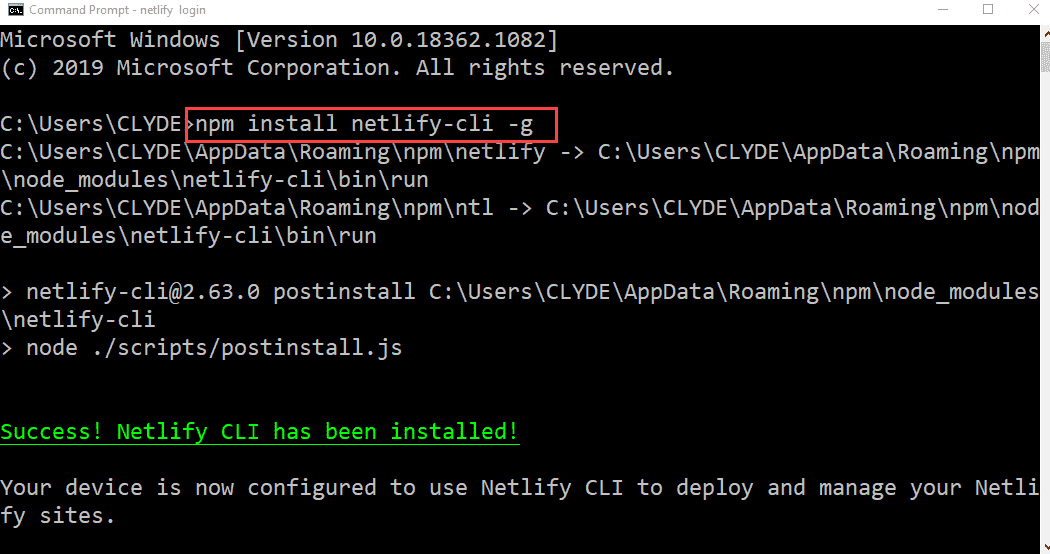 Command Prompt - netlify login
Microsoft Windows [Version 10.0.18362.1082]
(c) 2019 Microsoft Corporation. All rights reserved.
C:\Users\CLYDE>npm install netlify-cli -g
C:\Users\CLYDE\AppData\Roaming\npm\netlify -> C:\Users\CLYDE\AppData\Roaming\npm
\node_modules\netlify-cli\bin\run
C:\Users\CLYDE\AppData\Roaming\npm\ntl -> C:\Users\CLYDE\AppData\Roaming\npm\nod
e_modules\netlify-cli\bin\run
> netlify-cli@2.63.0 postinstall C:\Users\CLYDE\AppData\Roaming\npm\node_modules
\netlify-cli
> node ./scripts/postinstall.js
Success! Netlify CLI has been installed!
Your device is now configured to use Netlify CLI to deploy and manage your Netli
fy sites.